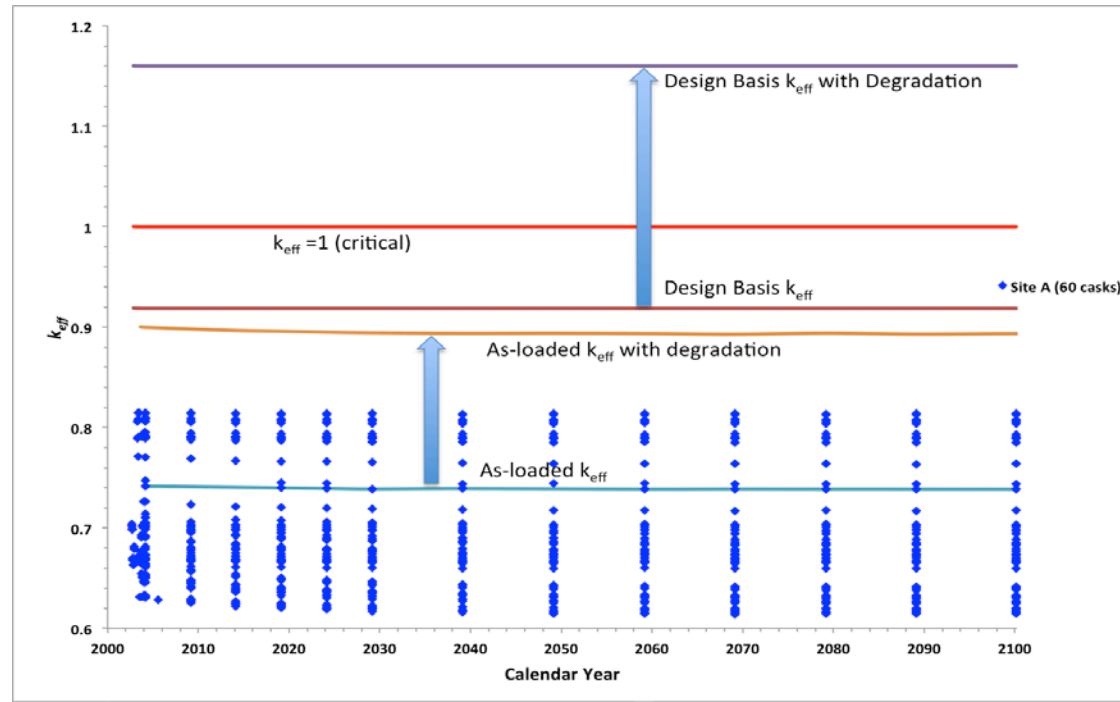 1.2
Design Basis keff with Degradation
1.1
1
keff =1 (critical)
Design Basis keff
Site A (60 casks)
keff
0.9
As-loaded keff with degradation
0.8
As-loaded keff
0.7
0.6
2000 2010 2020 2030 2040 2050 2060 2070 2080 2090 2100
Calendar Year